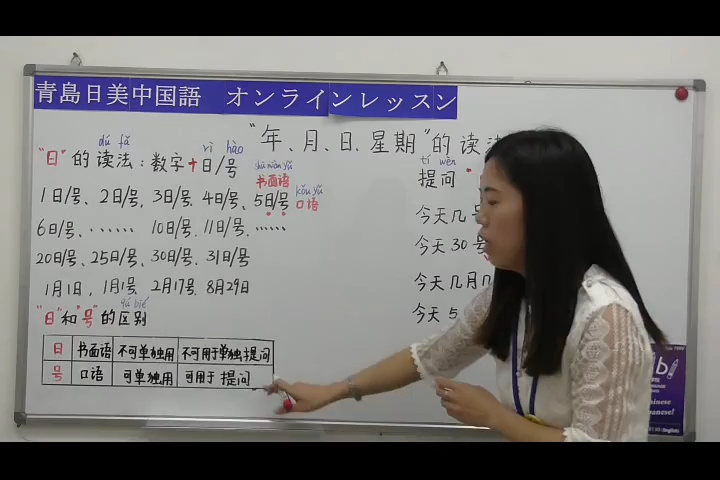 青島日美中国語 オンラインレッスン
"年、月、日、星期"的读法
dú fǎ rì hào
"日"的读法：数字+日/号
shū miàn yǔ
书面语
kǒu yǔ
口语
1日/号、2日/号, 3日/号. 4日/号、5日/号
6日/号、…… 10日/号. 11日/号. ……
20日/号、25日/号、30日/号、31日/号
1月1日, 1月1号. 2月17号. 8月29日
qū bié
"日"和"号"的区别
日 书面语 不可单独用 不可用于单独提问
号 口语 可单独用 可用于 提问
tí wèn
提问
今天几号
今天30号
今天几月几
今天5